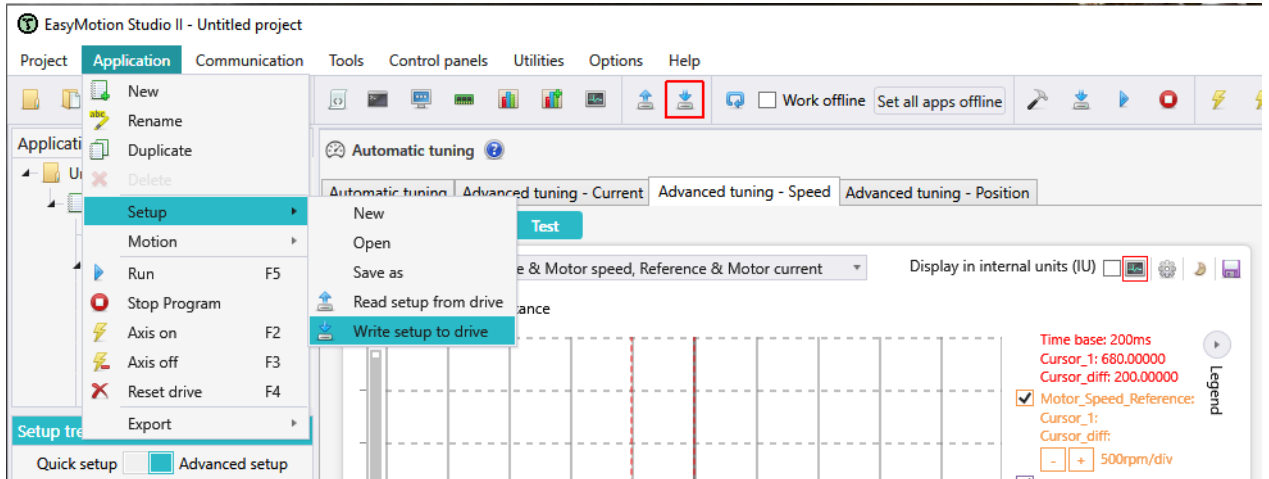 EasyMotion Studio II - Untitled project
Project Application Communication Tools Control panels Utilities Options Help
New
Work offline Set all apps offline
Rename
Applicati
Duplicate
Automatic tuning
Delete
Automatic tuning Advanced tuning - Current Advanced tuning - Speed Advanced tuning - Position
Setup
New
Test
Motion
Open
Run F5
Save as
e & Motor speed, Reference & Motor current
Display in internal units (IU)
Stop Program
Read setup from drive
ance
Axis on F2
Write setup to drive
Axis off F3
Reset drive F4
Export
Time base: 200ms
Cursor_1: 680.00000
Cursor_diff: 200.00000
Legend
Motor_Speed_Reference:
Cursor_1:
Cursor_diff:
- + 500rpm/div
Setup tre
Quick setup Advanced setup